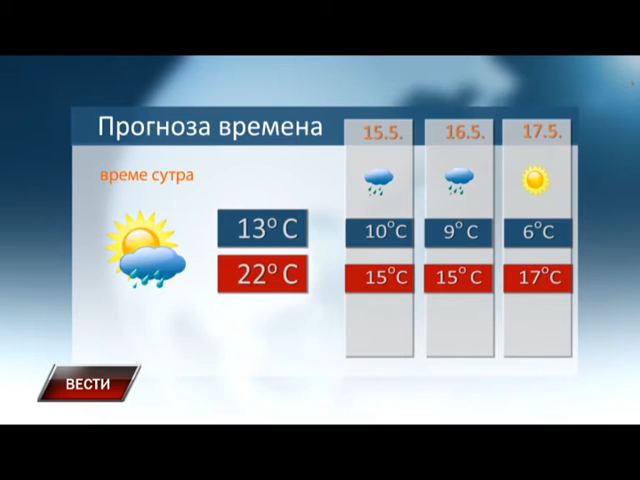 Прогноза времена
време сутра
13°C
22°C
15.5.
10°C
15°C
16.5.
9°C
15°C
17.5.
6°C
17°C
ВЕСТИ